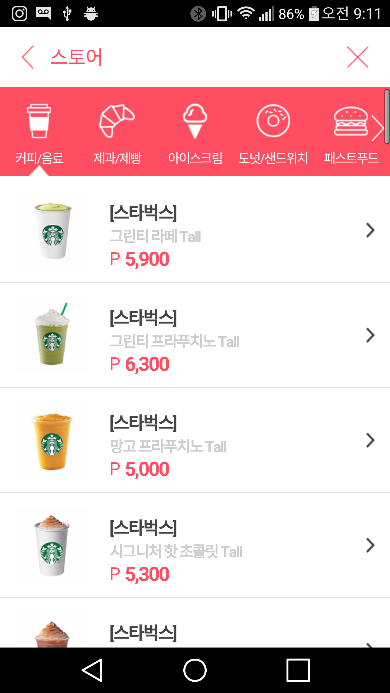 86% 오전 9:11
스토어
커피/음료 제과/제빵 아이스크림 도넛/샌드위치 패스트푸드
[스타벅스]
그린티 라떼 Tall
P 5,900
[스타벅스]
그린티 프라푸치노 Tall
P 6,300
[스타벅스]
망고 프라푸치노 Tall
P 5,000
[스타벅스]
시그니처 핫 초콜릿 Tall
P 5,300
[스타벅스]